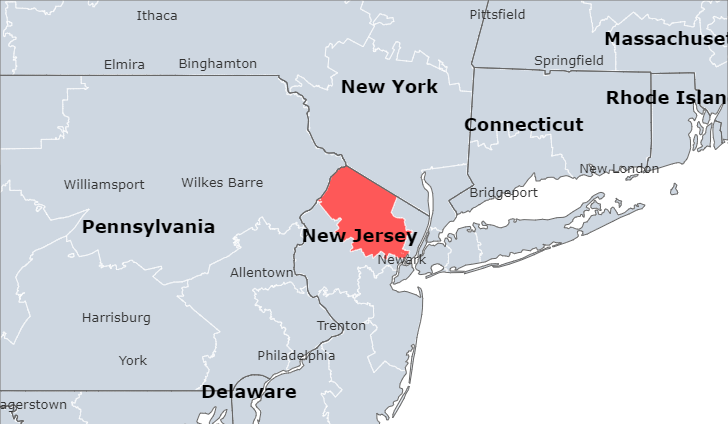 Ithaca
Pittsfield
Massachuset
Elmira
Binghamton
Springfield
New York
Rhode Islan
Connecticut
New London
Williamsport
Wilkes Barre
Bridgeport
Pennsylvania
New Jersey
Newark
Allentown
Harrisburg
Trenton
York
Philadelphia
Delaware
agerstown